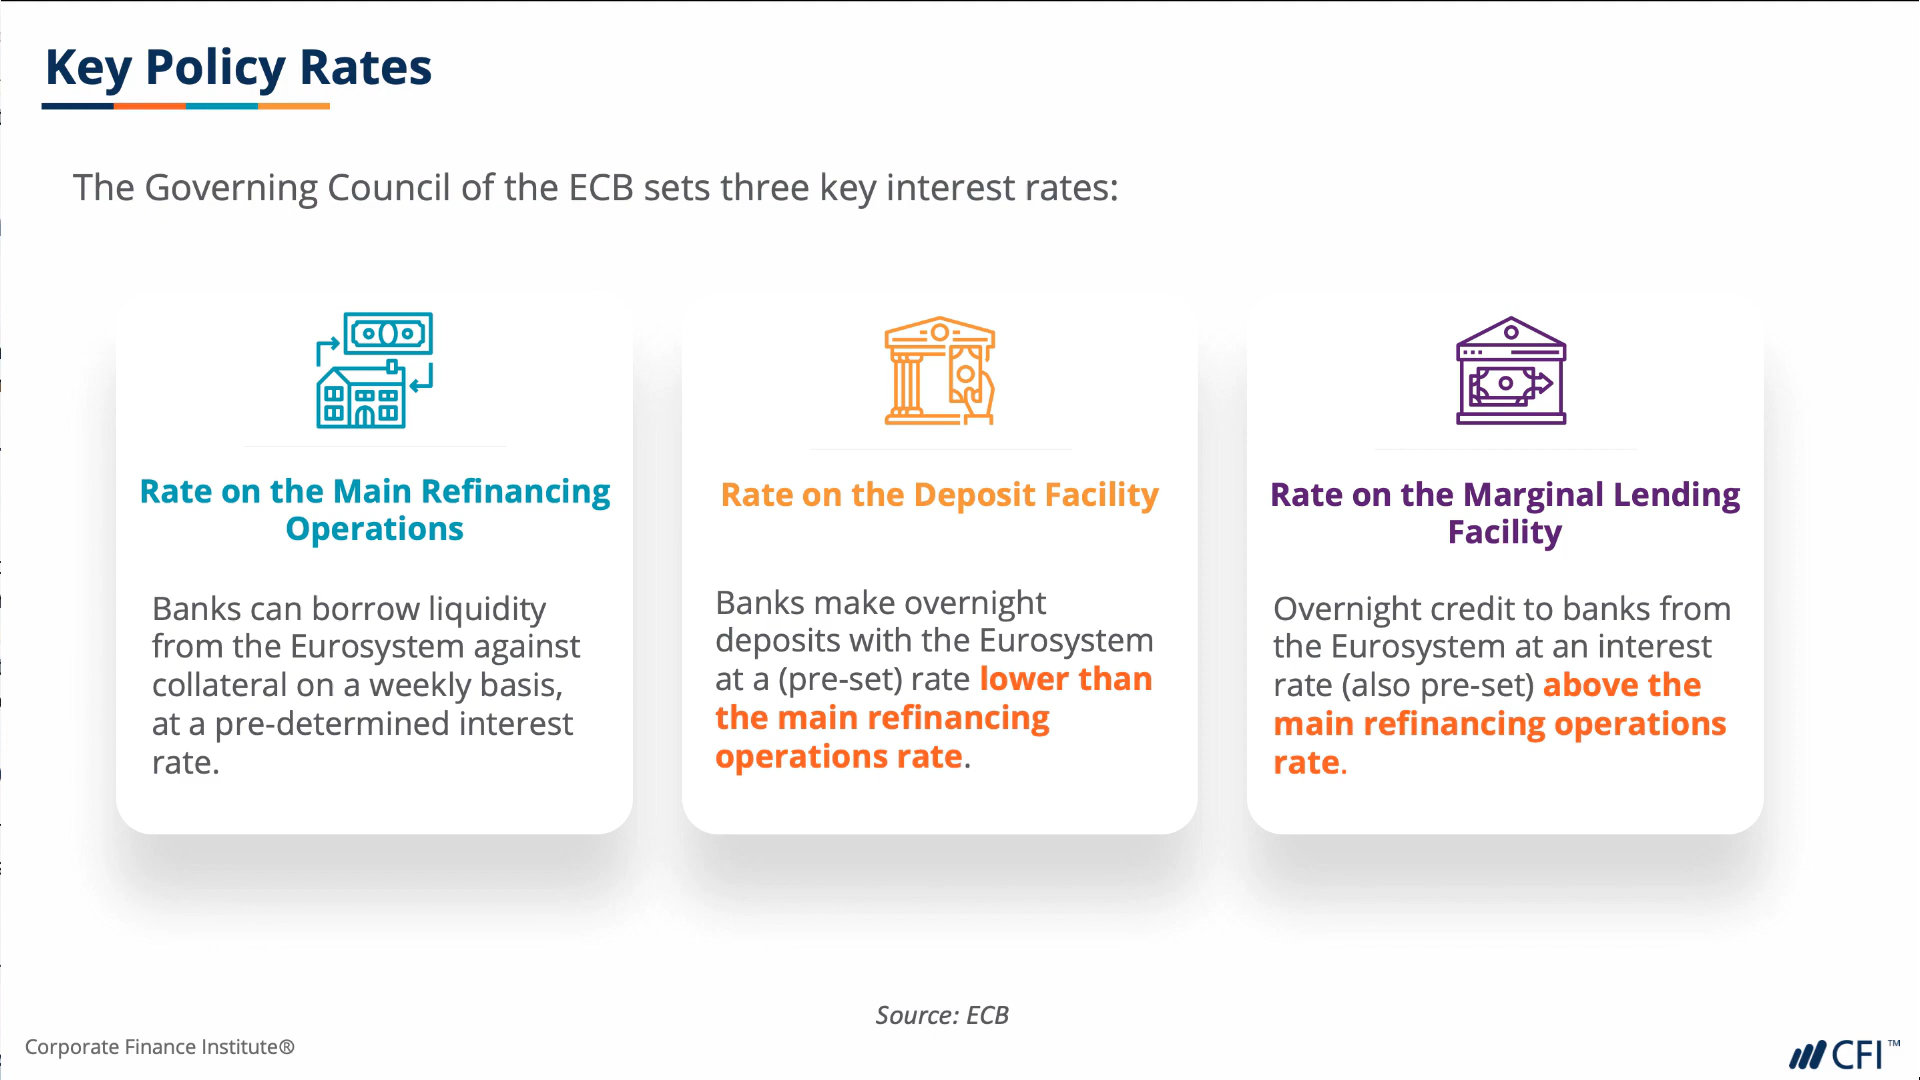 Key Policy Rates
The Governing Council of the ECB sets three key interest rates:
Rate on the Main Refinancing
Operations
Banks can borrow liquidity
from the Eurosystem against
collateral on a weekly basis,
at a pre-determined interest
rate.
Rate on the Deposit Facility
Banks make overnight
deposits with the Eurosystem
at a (pre-set) rate lower than
the main refinancing
operations rate.
Rate on the Marginal Lending
Facility
Overnight credit to banks from
the Eurosystem at an interest
rate (also pre-set) above the
main refinancing operations
rate.
Source: ECB
Corporate Finance Institute®
CFI™